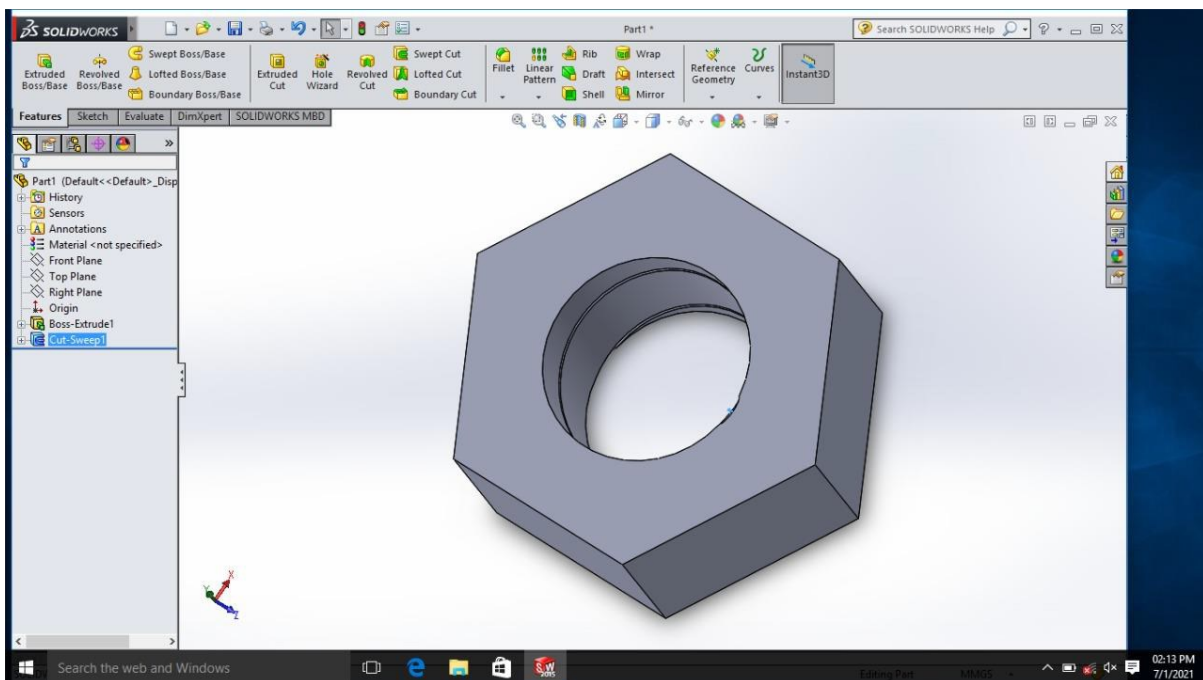 SOLIDWORKS
Part1 *
Search SOLIDWORKS Help
Extruded Boss/Base
Revolved Boss/Base
Swept Boss/Base
Lofted Boss/Base
Boundary Boss/Base
Extruded Cut
Hole Wizard
Revolved Cut
Swept Cut
Lofted Cut
Boundary Cut
Fillet
Linear Pattern
Rib
Draft
Shell
Wrap
Intersect
Mirror
Reference Geometry
Curves
Instant3D
Features Sketch Evaluate DimXpert SOLIDWORKS MBD
Part1 (Default<<Default>_Disp
History
Sensors
A Annotations
Material <not specified>
Front Plane
Top Plane
Right Plane
Origin
Boss-Extrude1
Cut-Sweep1
X
Y
Z
Search the web and Windows
SW
2015
Editing Part MMGS
02:13 PM
7/1/2021